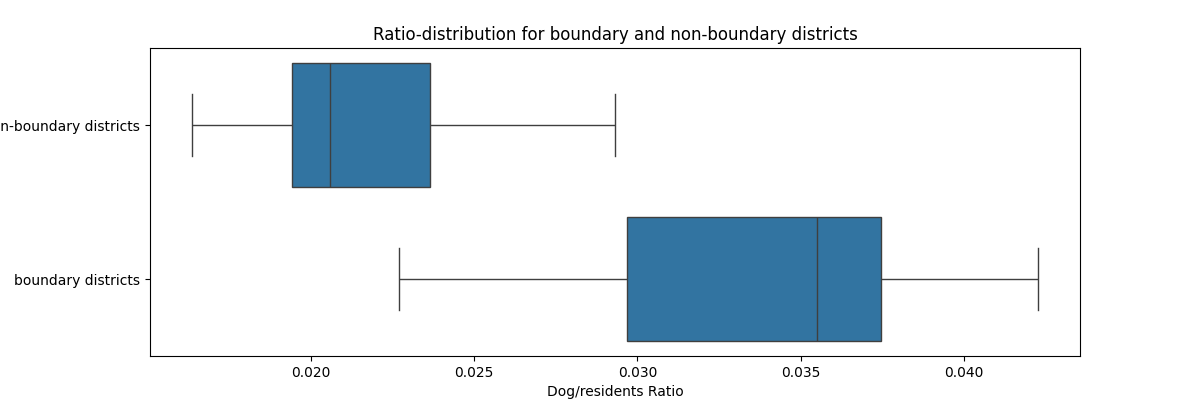 Ratio-distribution for boundary and non-boundary districts
n-boundary districts
boundary districts
0.020 0.025 0.030 0.035 0.040
Dog/residents Ratio